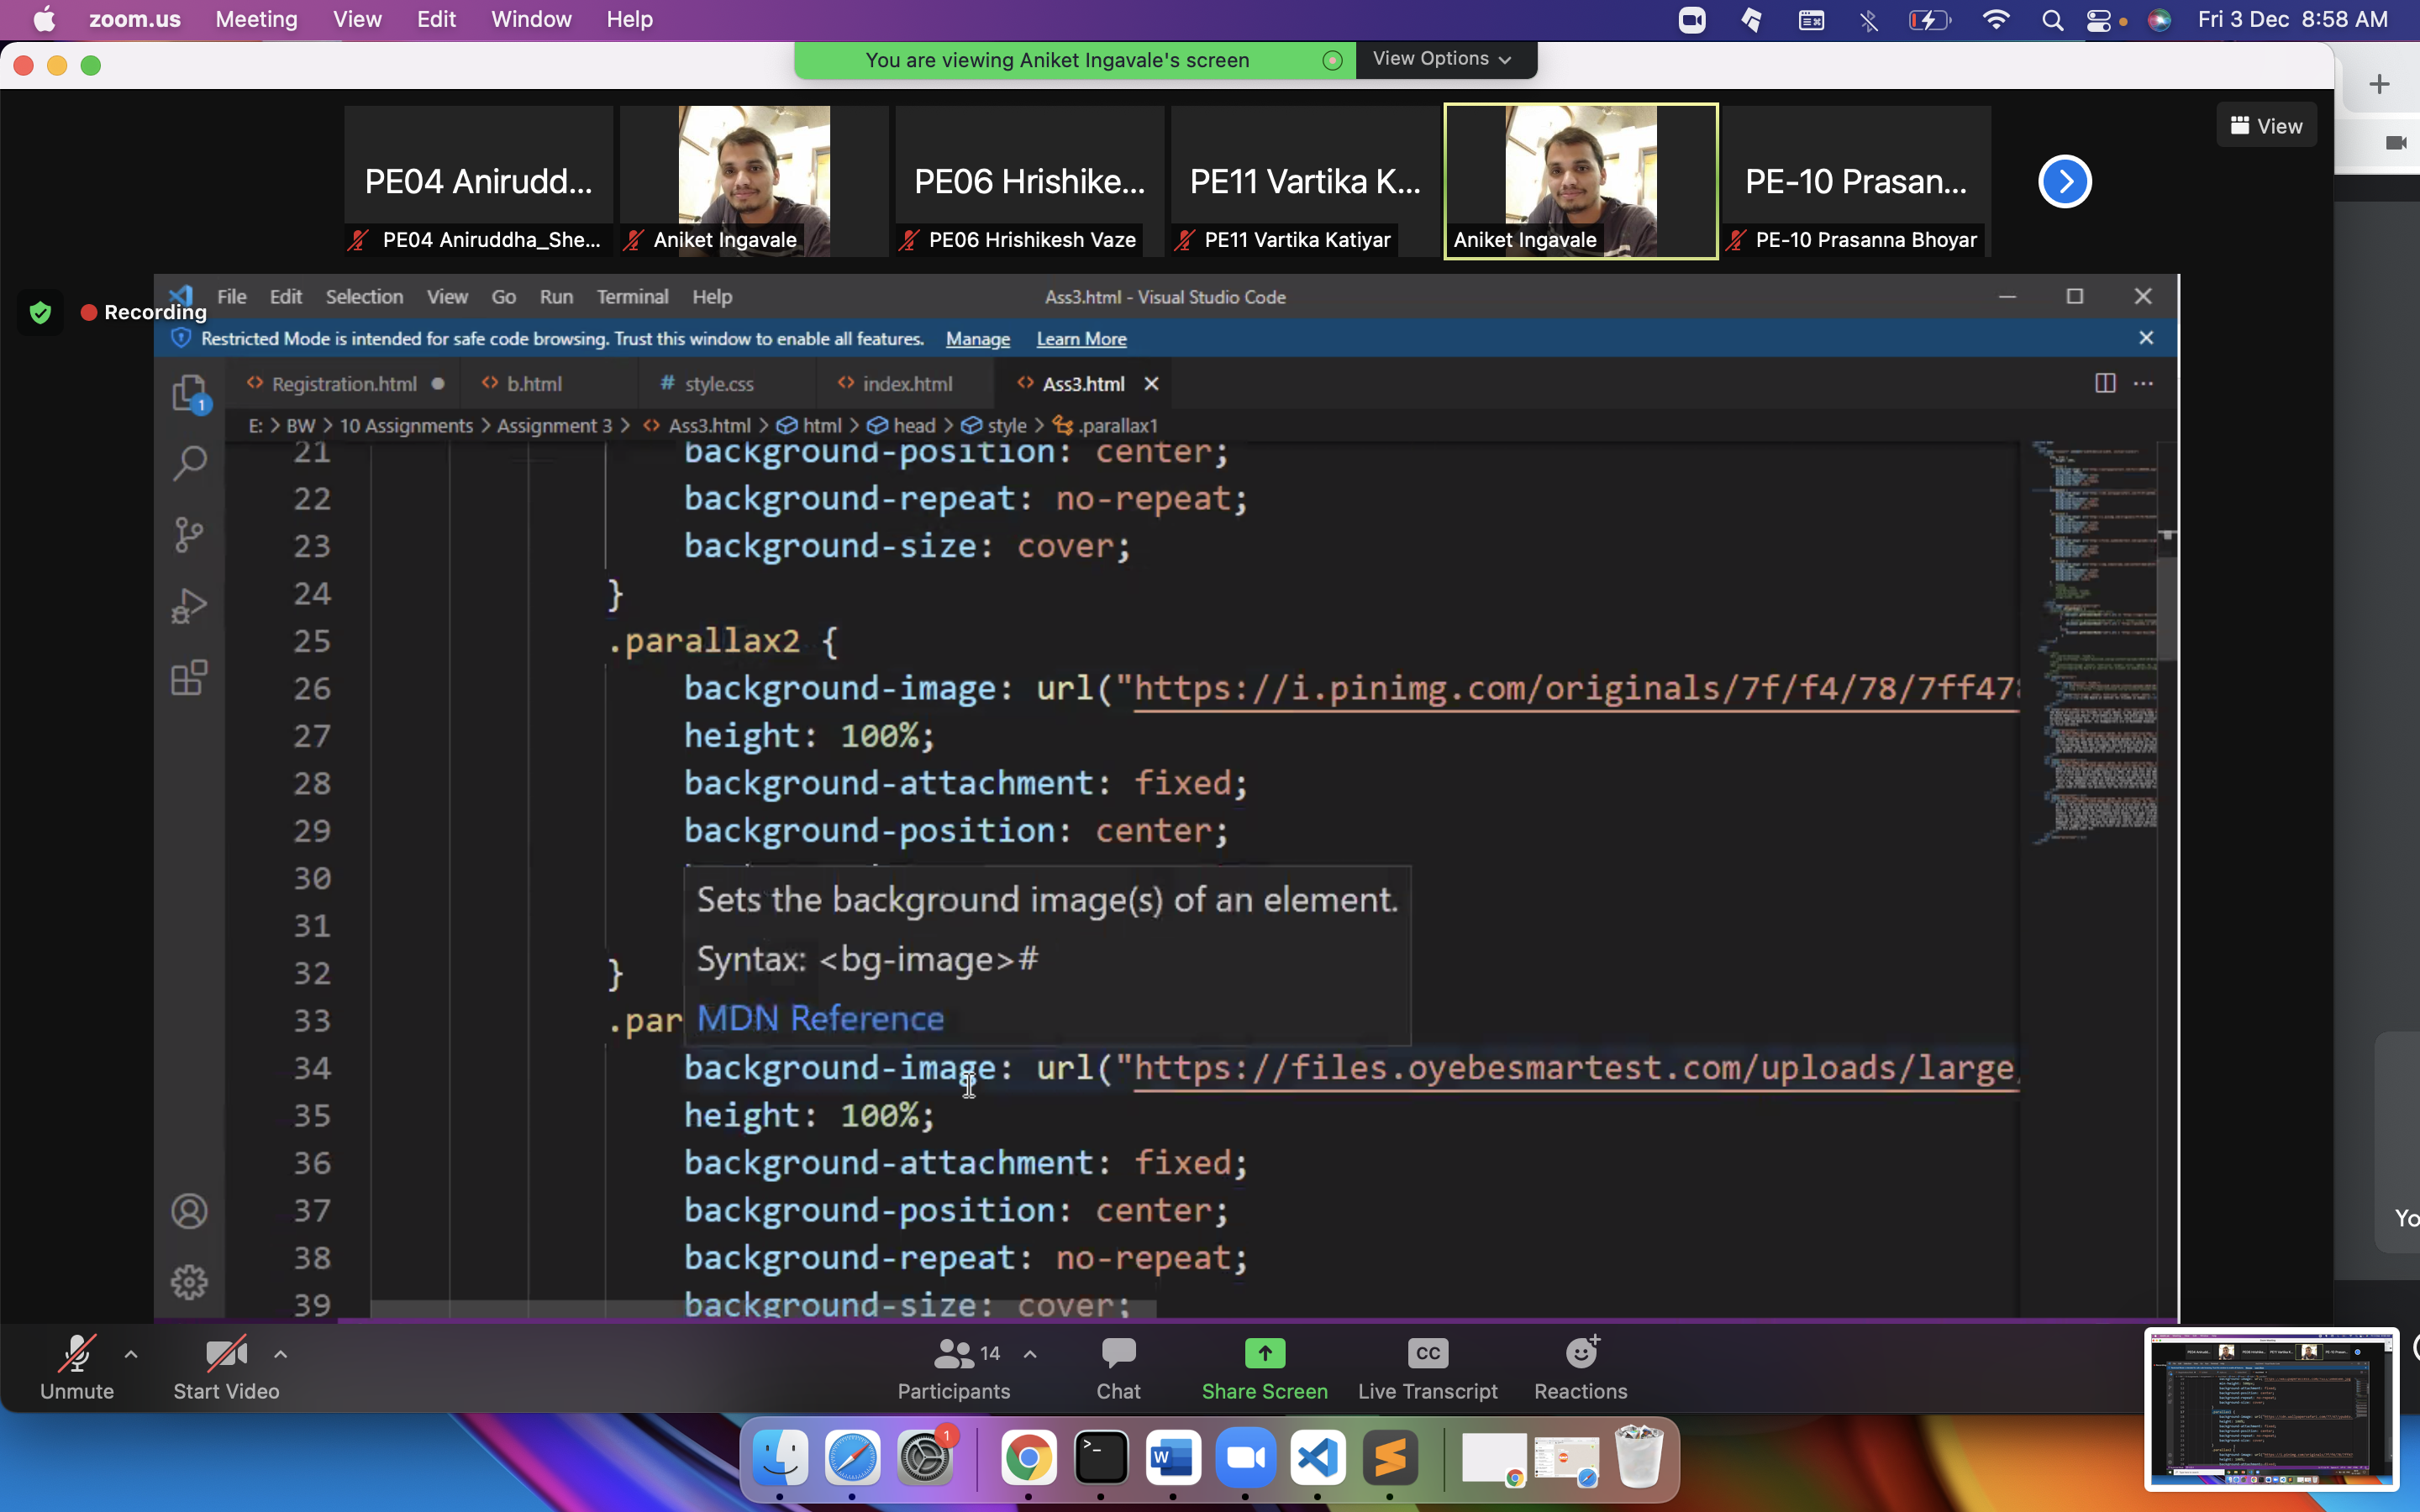 zoom.us Meeting View Edit Window Help
Fri 3 Dec 8:58 AM
You are viewing Aniket Ingavale's screen
View Options
View
PE04 Anirudd...
PE06 Hrishike...
PE11 Vartika K...
PE-10 Prasan...
PE04 Aniruddha_She...
Aniket Ingavale
PE06 Hrishikesh Vaze
PE11 Vartika Katiyar
Aniket Ingavale
PE-10 Prasanna Bhoyar
Recording
File Edit Selection View Go Run Terminal Help
Ass3.html - Visual Studio Code
Restricted Mode is intended for safe code browsing. Trust this window to enable all features. Manage Learn More
1
<> Registration.html
<> b.html
# style.css
<> index.html
<> Ass3.html
E: > BW > 10 Assignments > Assignment 3 > <> Ass3.html > html > head > style > .parallax1
21 background-position: center;
22 background-repeat: no-repeat;
23 background-size: cover;
24 }
25 .parallax2 {
26 background-image: url("https://i.pinimg.com/originals/7f/f4/78/7ff47
27 height: 100%;
28 background-attachment: fixed;
29 background-position: center;
30
31
32 }
33 .par
Sets the background image(s) of an element.
Syntax: <bg-image>#
MDN Reference
34 background-image: url("https://files.oyebesmartest.com/uploads/large/
35 height: 100%;
36 background-attachment: fixed;
37 background-position: center;
38 background-repeat: no-repeat;
39 background-size: cover;
Yo
Unmute
Start Video
14
Participants
Chat
Share Screen
CC
Live Transcript
Reactions
1
>_
W